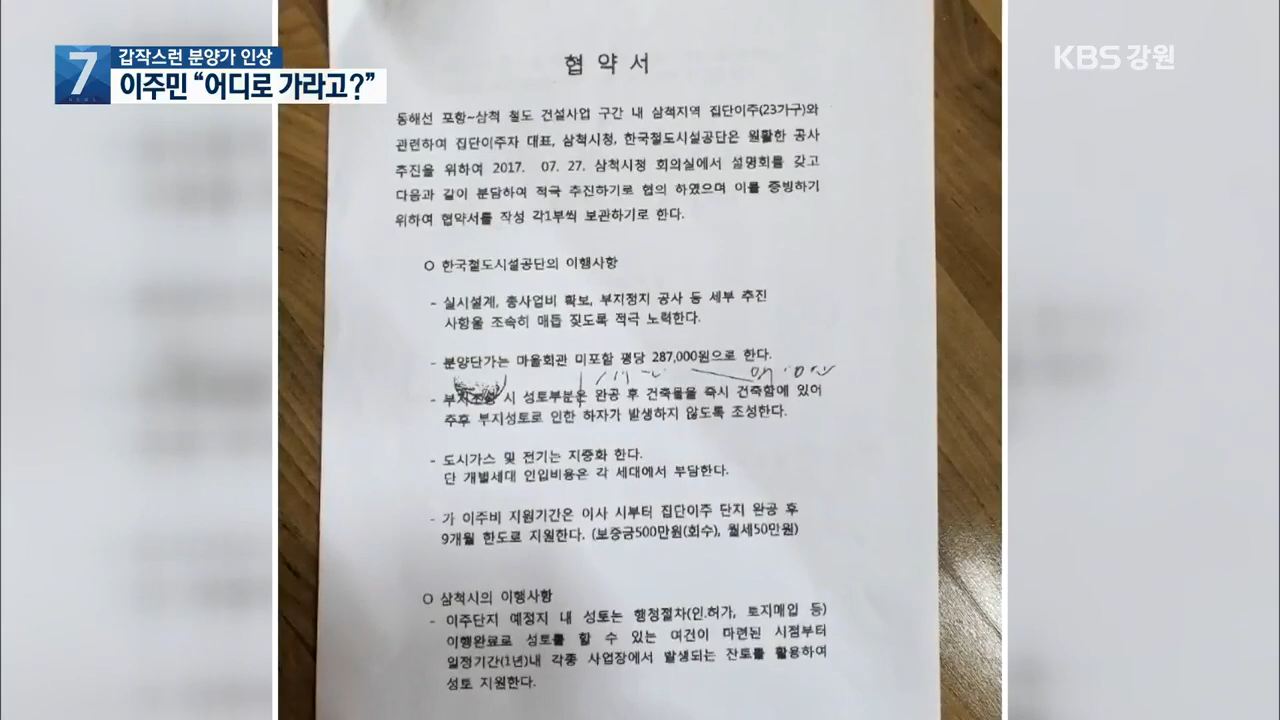 7
NEWS
갑작스런 분양가 인상
이주민 “어디로 가라고?”
KBS 강원
협 약 서
동해선 포항~삼척 철도 건설사업 구간 내 삼척지역 집단이주(23가구)와
관련하여 집단이주자 대표, 삼척시청, 한국철도시설공단은 원활한 공사
추진을 위하여 2017. 07. 27. 삼척시청 회의실에서 설명회를 갖고
다음과 같이 분담하여 적극 추진하기로 협의 하였으며 이를 증빙하기
위하여 협약서를 작성 각1부씩 보관하기로 한다.
○ 한국철도시설공단의 이행사항
- 실시설계, 총사업비 확보, 부지정지 공사 등 세부 추진
사항을 조속히 매듭 짖도록 적극 노력한다.
- 분양단가는 마을회관 미포함 평당 287,000원으로 한다.
- 부지조성 시 성토부분은 완공 후 건축물을 즉시 건축함에 있어
추후 부지성토로 인한 하자가 발생하지 않도록 조성한다.
- 도시가스 및 전기는 지중화 한다.
단 개별세대 인입비용은 각 세대에서 부담한다.
- 가 이주비 지원기간은 이사 시부터 집단이주 단지 완공 후
9개월 한도로 지원한다. (보증금500만원(회수), 월세50만원)
○ 삼척시의 이행사항
- 이주단지 예정지 내 성토는 행정절차(인.허가, 토지매입 등)
이행완료로 성토를 할 수 있는 여건이 마련된 시점부터
일정기간(1년)내 각종 사업장에서 발생되는 잔토를 활용하여
성토 지원한다.